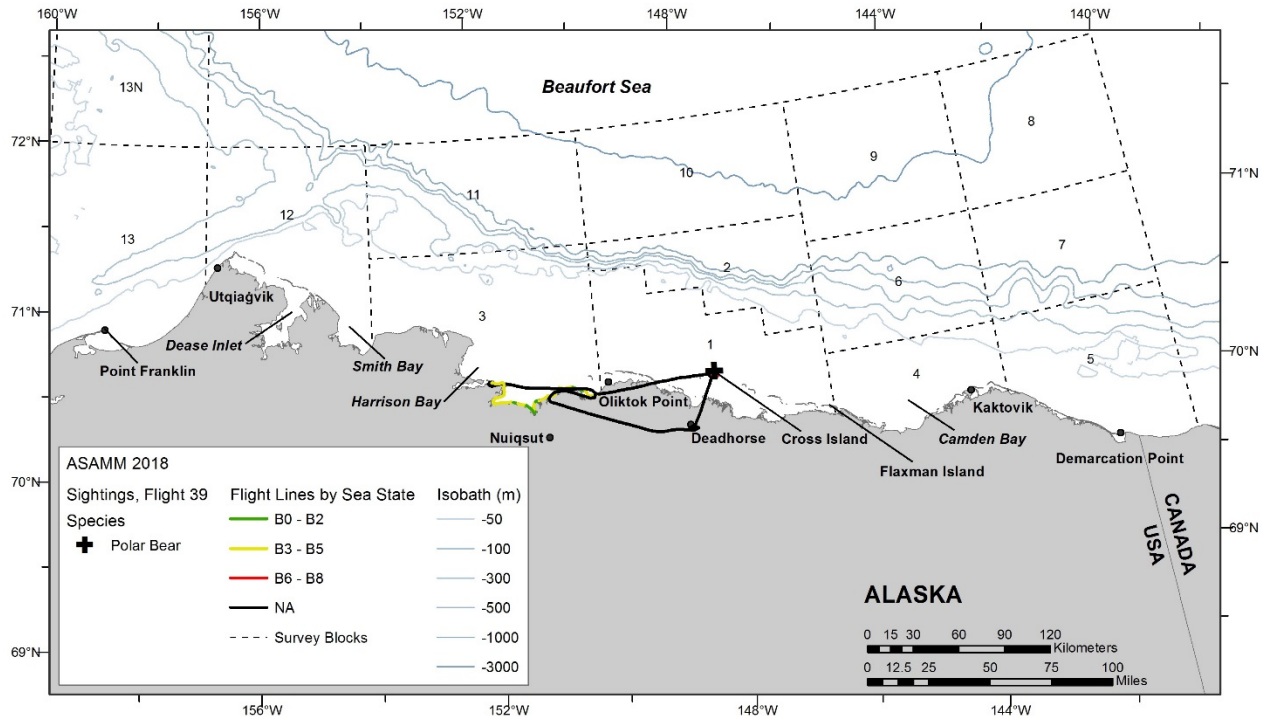 160°W
156°W
152°W
148°W
144°W
140°W
Beaufort Sea
13N
8
72°N
9
71°N
10
11
12
13
7
2
6
71°N
Utqiaġvik
3
Dease Inlet
Smith Bay
1
70°N
5
Point Franklin
4
Harrison Bay
Oliktok Point
Kaktovik
Nuiqsut
Deadhorse
Cross Island
Camden Bay
Flaxman Island
Demarcation Point
70°N
69°N
69°N
CANADA
USA
ALASKA
ASAMM 2018
Sightings, Flight 39
Species
Polar Bear
Flight Lines by Sea State
B0 - B2
B3 - B5
B6 - B8
NA
Survey Blocks
Isobath (m)
-50
-100
-300
-500
-1000
-3000
0 15 30 60 90 120
Kilometers
0 12.5 25 50 75 100
Miles
156°W
152°W
148°W
144°W